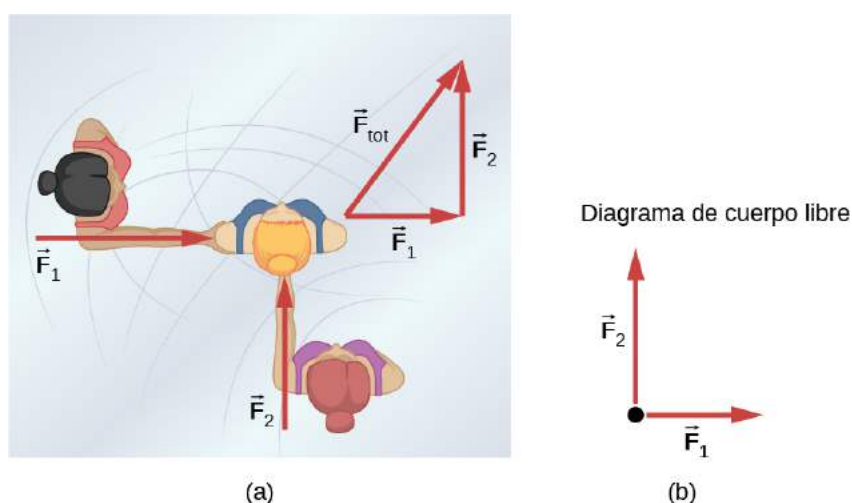 F⃗tot
F⃗2
F⃗1
F⃗1
F⃗2
(a)
Diagrama de cuerpo libre
F⃗2
F⃗1
(b)